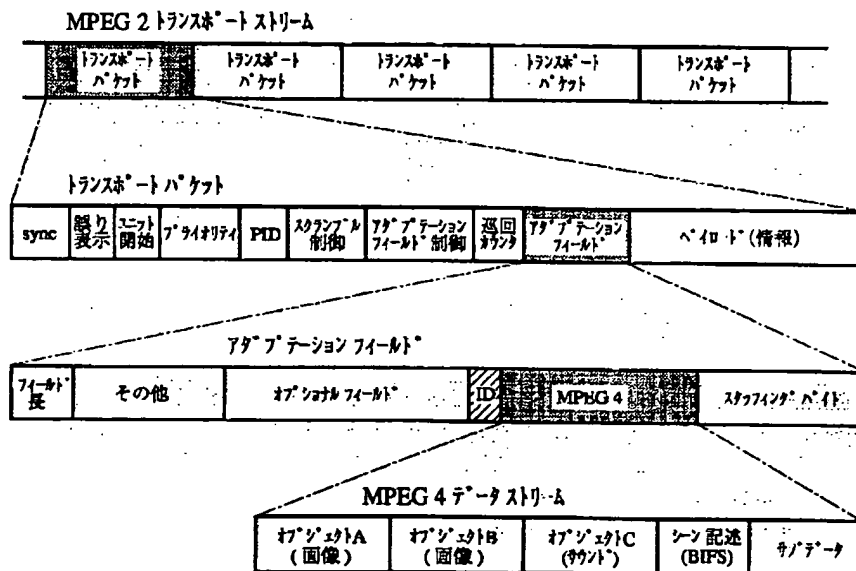 MPEG 2 トランスポート ストリーム
トランスポート パケット
トランスポート パケット
トランスポート パケット
トランスポート パケット
トランスポート パケット
トランスポート パケット
sync
誤り表示
ユニット開始
プライオリティ
PID
スクランブル制御
アダプテーションフィールド制御
巡回カウンタ
アダプテーションフィールド
ペイロード(情報)
アダプテーション フィールド
フィールド長
その他
オプショナル フィールド
ID
MPEG 4
スタッフィングバイト
MPEG 4 データ ストリーム
オブジェクトA (画像)
オブジェクトB (画像)
オブジェクトC (サウンド)
シーン 記述 (BIFS)
サブデータ